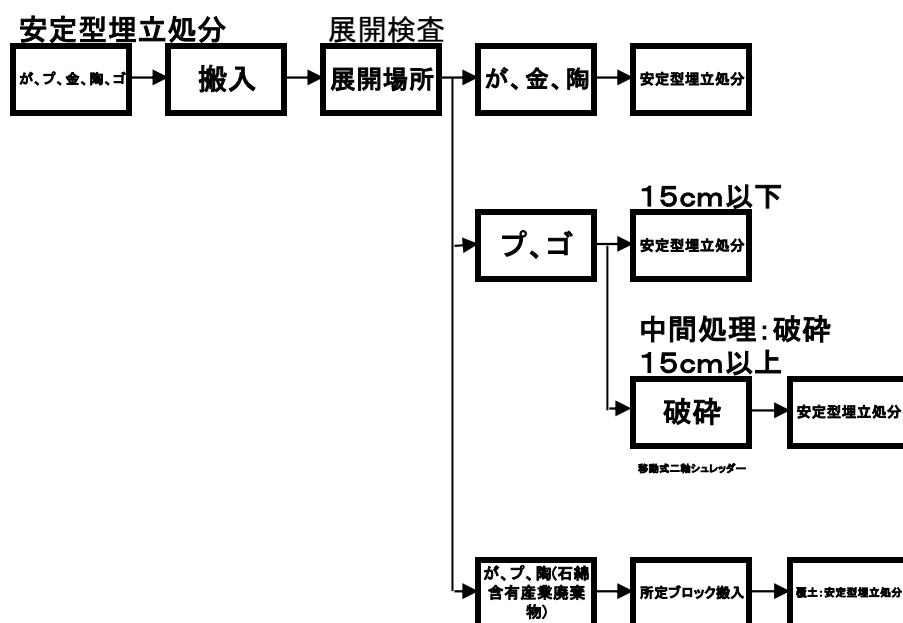 安定型埋立処分
展開検査
が、プ、金、陶、ゴ
搬入
展開場所
が、金、陶
安定型埋立処分
15cm以下
プ、ゴ
安定型埋立処分
中間処理:破砕
15cm以上
破砕
安定型埋立処分
移動式二軸シュレッダー
が、プ、陶(石綿
含有産業廃棄
物)
所定ブロック搬入
覆土:安定型埋立処分